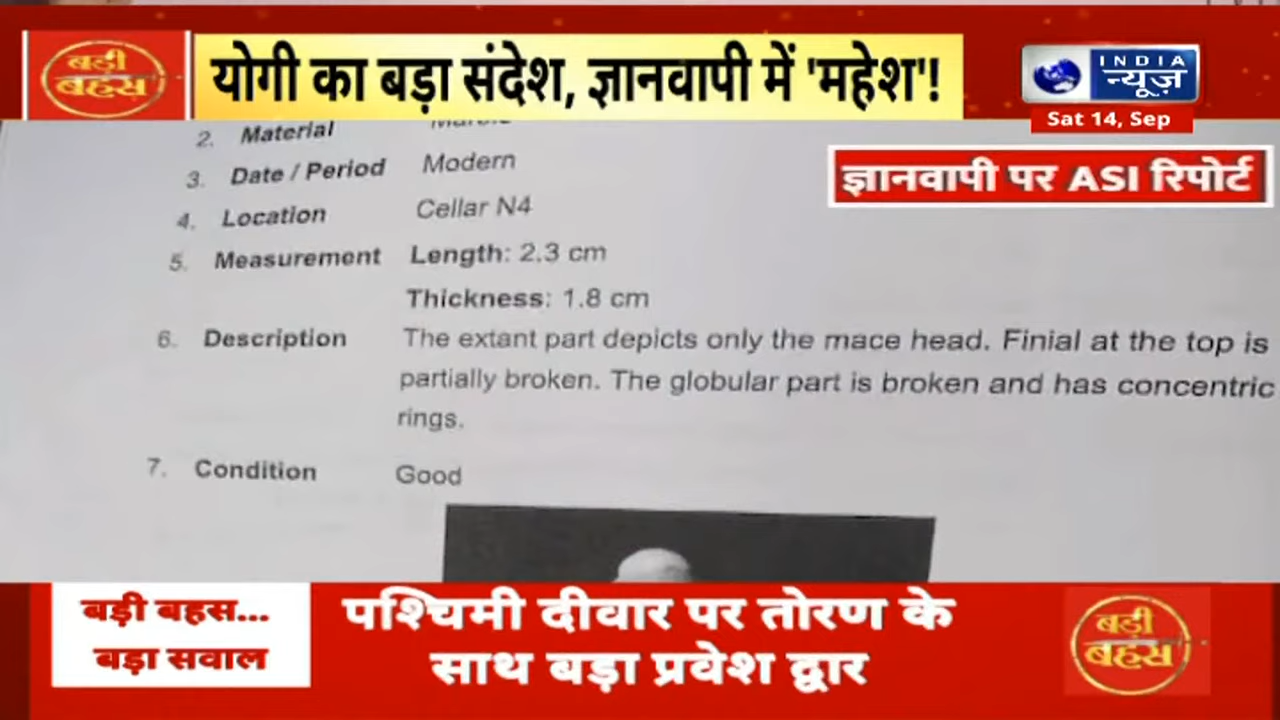 बड़ी
बहस
योगी का बड़ा संदेश, ज्ञानवापी में 'महेश'!
INDIA
न्यूज़
Sat 14, Sep
ज्ञानवापी पर ASI रिपोर्ट
2. Material
3. Date / Period Modern
4. Location Cellar N4
5. Measurement Length: 2.3 cm
Thickness: 1.8 cm
6. Description The extant part depicts only the mace head. Finial at the top is
partially broken. The globular part is broken and has concentric
rings.
7. Condition Good
बड़ी बहस...
बड़ा सवाल
पश्चिमी दीवार पर तोरण के
साथ बड़ा प्रवेश द्वार
बड़ी
बहस